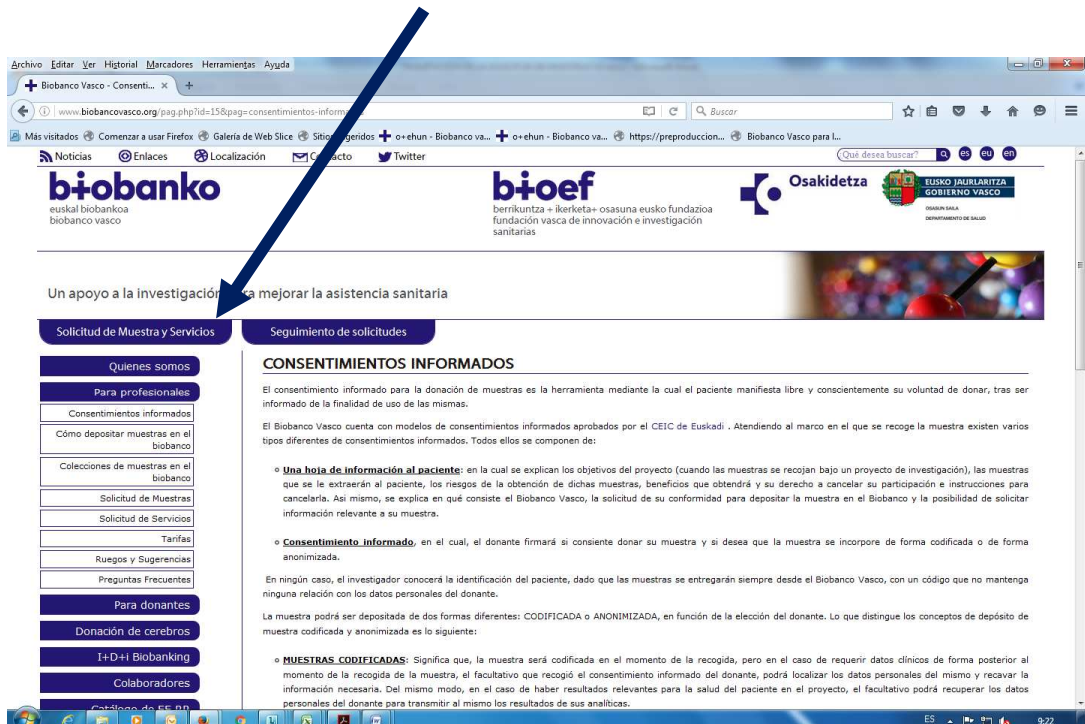 Archivo Editar Ver Historial Marcadores Herramientas Ayuda
Biobanco Vasco - Consenti... × +
www.biobancovasco.org/pag.php?id=15&pag=consentimientos-informa
Buscar
Más visitados Comenzar a usar Firefox Galería de Web Slice o+ehun - Biobanco va... o+ehun - Biobanco va... https://preproduccion... Biobanco Vasco para l...
Noticias Enlaces Localización Twitter
¿Qué desea buscar? es eu en
biobanko
euskal biobankoa
biobanco vasco
bioef
berrikuntza + ikerketa+ osasuna eusko fundazioa
fundación vasca de innovación e investigación
sanitarias
Osakidetza
EUSKO JAURLARITZA
GOBIERNO VASCO
OSASUN SAILA
DEPARTAMENTO DE SALUD
Un apoyo a la investigación para mejorar la asistencia sanitaria
Solicitud de Muestra y Servicios
Seguimiento de solicitudes
Quienes somos
Para profesionales
Consentimientos informados
Cómo depositar muestras en el
biobanco
Colecciones de muestras en el
biobanco
Solicitud de Muestras
Solicitud de Servicios
Tarifas
Ruegos y Sugerencias
Preguntas Frecuentes
Para donantes
Donación de cerebros
I+D+i Biobanking
Colaboradores
CONSENTIMIENTOS INFORMADOS
El consentimiento informado para la donación de muestras es la herramienta mediante la cual el paciente manifiesta libre y conscientemente su voluntad de donar, tras ser
informado de la finalidad de uso de las mismas.
El Biobanco Vasco cuenta con modelos de consentimientos informados aprobados por el CEIC de Euskadi . Atendiendo al marco en el que se recoge la muestra existen varios
tipos diferentes de consentimientos informados. Todos ellos se componen de:
Una hoja de información al paciente: en la cual se explican los objetivos del proyecto (cuando las muestras se recojan bajo un proyecto de investigación), las muestras
que se le extraerán al paciente, los riesgos de la obtención de dichas muestras, beneficios que obtendrá y su derecho a cancelar su participación e instrucciones para
cancelarla. Asi mismo, se explica en qué consiste el Biobanco Vasco, la solicitud de su conformidad para depositar la muestra en el Biobanco y la posibilidad de solicitar
información relevante a su muestra.
Consentimiento informado, en el cual, el donante firmará si consiente donar su muestra y si desea que la muestra se incorpore de forma codificada o de forma
anonimizada.
En ningún caso, el investigador conocerá la identificación del paciente, dado que las muestras se entregarán siempre desde el Biobanco Vasco, con un código que no mantenga
ninguna relación con los datos personales del donante.
La muestra podrá ser depositada de dos formas diferentes: CODIFICADA o ANONIMIZADA, en función de la elección del donante. Lo que distingue los conceptos de depósito de
muestra codificada y anonimizada es lo siguiente:
MUESTRAS CODIFICADAS: Significa que, la muestra será codificada en el momento de la recogida, pero en el caso de requerir datos clínicos de forma posterior al
momento de la recogida de la muestra, el facultativo que recogió el consentimiento informado del donante, podrá localizar los datos personales del mismo y recavar la
información necesaria. Del mismo modo, en el caso de haber resultados relevantes para la salud del paciente en el proyecto, el facultativo podrá recuperar los datos
personales del donante para transmitir al mismo los resultados de sus analíticas.
ES 9:22